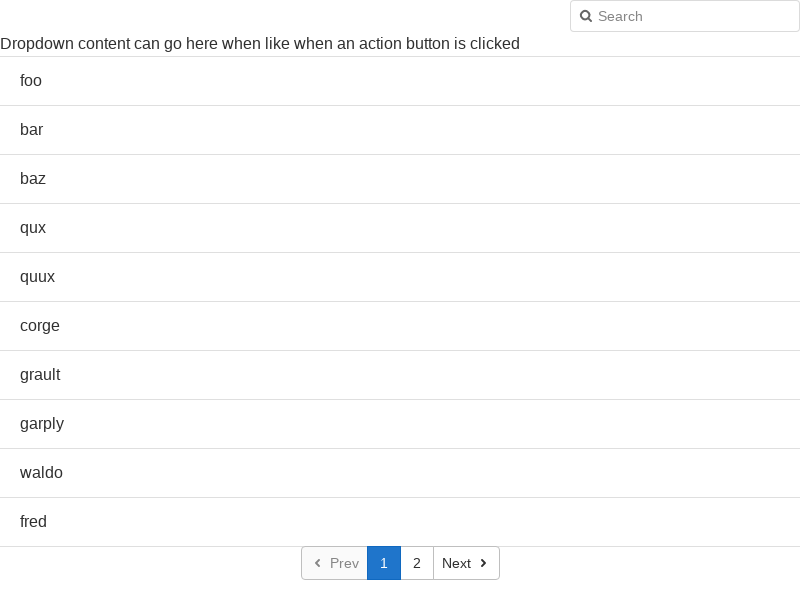 Search
Dropdown content can go here when like when an action button is clicked
foo
bar
baz
qux
quux
corge
grault
garply
waldo
fred
Prev 1 2 Next